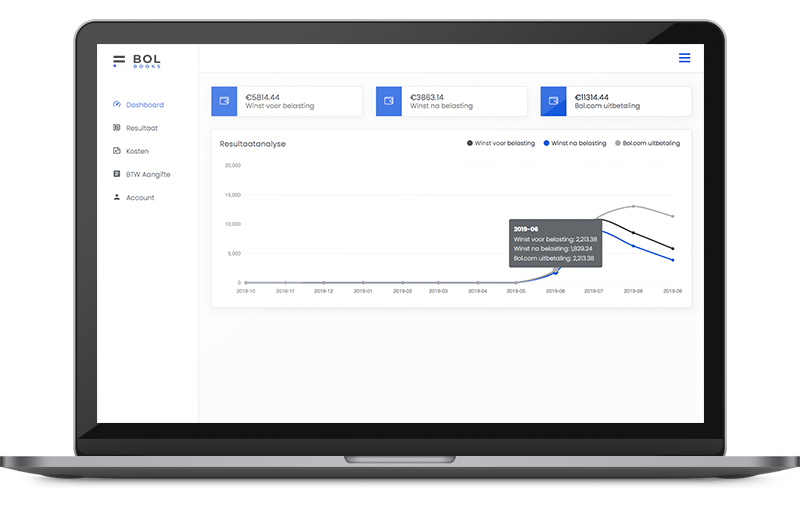 BOL
BOOKS
Dashboard
Resultaat
Kosten
BTW Aangifte
Account
€5814.44
Winst voor belasting
€3863.14
Winst na belasting
€11314.44
Bol.com uitbetaling
Resultaatanalyse
Winst voor belasting Winst na belasting Bol.com uitbetaling
20,000
15,000
10,000
5,000
0
2019-06
Winst voor belasting: 2,213.38
Winst na belasting: 1,829.24
Bol.com uitbetaling: 2,213.38
2018-10 2018-11 2018-12 2019-01 2019-02 2019-03 2019-04 2019-05 2019-06 2019-07 2019-08 2019-09